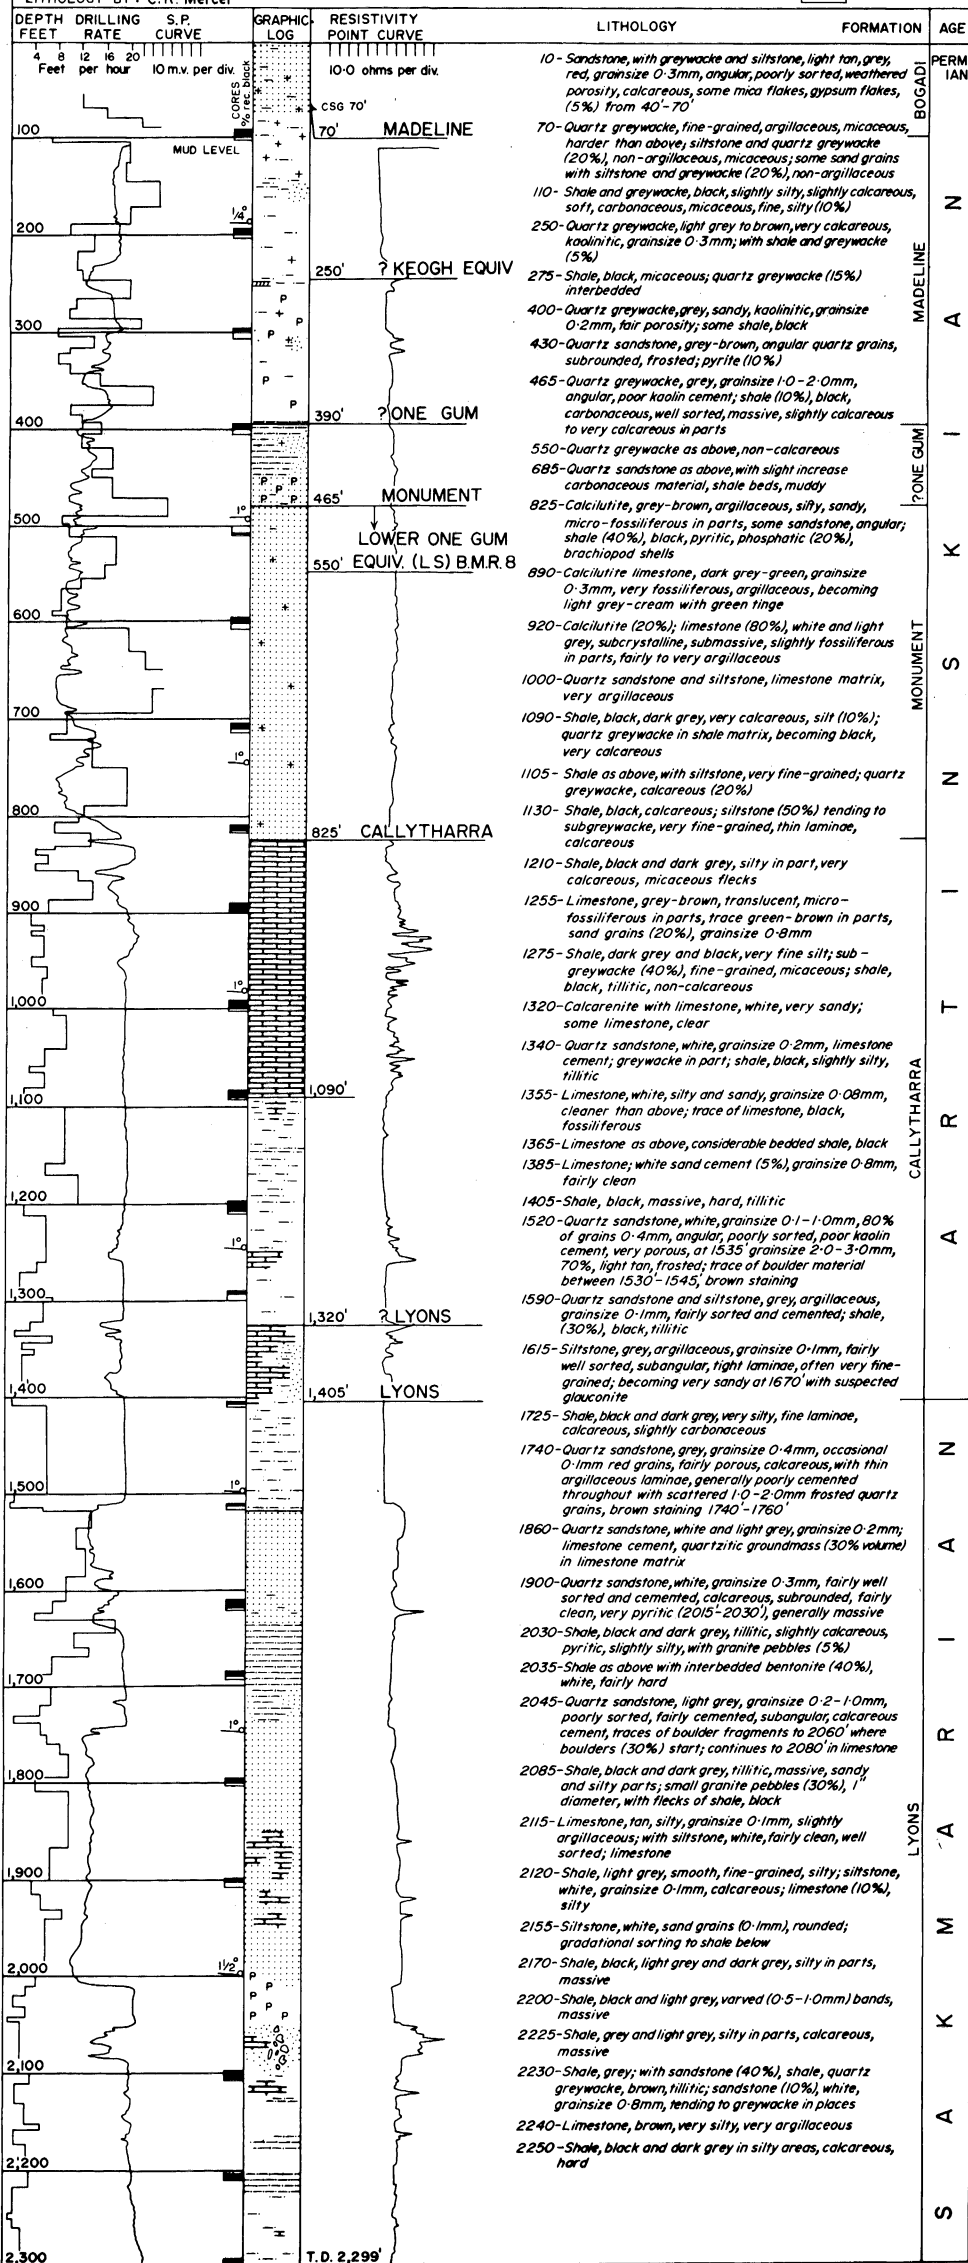 LITHOLOGY BY: C.R. Mercer
DEPTH FEET
DRILLING RATE
S.P. CURVE
GRAPHIC LOG
RESISTIVITY POINT CURVE
LITHOLOGY
FORMATION
AGE
4 8 12 16 20
Feet per hour
10 m.v. per div.
CORES
% rec. black
10·0 ohms per div.
CSG 70'
70' MADELINE
MUD LEVEL
250' ? KEOGH EQUIV
390' ? ONE GUM
465' MONUMENT
LOWER ONE GUM
550' EQUIV. (LS) B.M.R. 8
825' CALLYTHARRA
1,090'
1,320' ? LYONS
1,405' LYONS
T.D. 2,299'
100
200
300
400
500
600
700
800
900
1,000
1,100
1,200
1,300
1,400
1,500
1,600
1,700
1,800
1,900
2,000
2,100
2,200
2,300
1/4°
1°
1°
1°
1°
1°
1°
1 1/2°
10-Sandstone, with greywacke and siltstone, light tan, grey,
red, grainsize 0·3mm, angular, poorly sorted, weathered
porosity, calcareous, some mica flakes, gypsum flakes,
(5%) from 40'-70'
70-Quartz greywacke, fine-grained, argillaceous, micaceous,
harder than above; siltstone and quartz greywacke
(20%), non-argillaceous, micaceous; some sand grains
with siltstone and greywacke (20%), non-argillaceous
110- Shale and greywacke, black, slightly silty, slightly calcareous,
soft, carbonaceous, micaceous, fine, silty (10%)
250-Quartz greywacke, light grey to brown, very calcareous,
kaolinitic, grainsize 0·3mm; with shale and greywacke
(5%)
275-Shale, black, micaceous; quartz greywacke (15%)
interbedded
400-Quartz greywacke, grey, sandy, kaolinitic, grainsize
0·2mm, fair porosity; some shale, black
430-Quartz sandstone, grey-brown, angular quartz grains,
subrounded, frosted; pyrite (10%)
465-Quartz greywacke, grey, grainsize 1·0-2·0mm,
angular, poor kaolin cement; shale (10%), black,
carbonaceous, well sorted, massive, slightly calcareous
to very calcareous in parts
550-Quartz greywacke as above, non-calcareous
685-Quartz sandstone as above, with slight increase
carbonaceous material, shale beds, muddy
825-Calcilutite, grey-brown, argillaceous, silty, sandy,
micro-fossiliferous in parts, some sandstone, angular;
shale (40%), black, pyritic, phosphatic (20%),
brachiopod shells
890-Calcilutite limestone, dark grey-green, grainsize
0·3mm, very fossiliferous, argillaceous, becoming
light grey-cream with green tinge
920-Calcilutite (20%); limestone (80%), white and light
grey, subcrystalline, submassive, slightly fossiliferous
in parts, fairly to very argillaceous
1000-Quartz sandstone and siltstone, limestone matrix,
very argillaceous
1090-Shale, black, dark grey, very calcareous, silt (10%);
quartz greywacke in shale matrix, becoming black,
very calcareous
1105- Shale as above, with siltstone, very fine-grained; quartz
greywacke, calcareous (20%)
1130- Shale, black, calcareous; siltstone (50%) tending to
subgreywacke, very fine-grained, thin laminae,
calcareous
1210-Shale, black and dark grey, silty in part, very
calcareous, micaceous flecks
1255-Limestone, grey-brown, translucent, micro-
fossiliferous in parts, trace green-brown in parts,
sand grains (20%), grainsize 0·8mm
1275-Shale, dark grey and black, very fine silt; sub-
greywacke (40%), fine-grained, micaceous; shale,
black, tillitic, non-calcareous
1320-Calcarenite with limestone, white, very sandy;
some limestone, clear
1340- Quartz sandstone, white, grainsize 0·2mm, limestone
cement; greywacke in part; shale, black, slightly silty,
tillitic
1355-Limestone, white, silty and sandy, grainsize 0·08mm,
cleaner than above; trace of limestone, black,
fossiliferous
1365-Limestone as above, considerable bedded shale, black
1385-Limestone; white sand cement (5%), grainsize 0·8mm,
fairly clean
1405-Shale, black, massive, hard, tillitic
1520-Quartz sandstone, white, grainsize 0·1-1·0mm, 80%
of grains 0·4mm, angular, poorly sorted, poor kaolin
cement, very porous, at 1535' grainsize 2·0-3·0mm,
70%, light tan, frosted; trace of boulder material
between 1530'-1545', brown staining
1590-Quartz sandstone and siltstone, grey, argillaceous,
grainsize 0·1mm, fairly sorted and cemented; shale,
(30%), black, tillitic
1615-Siltstone, grey, argillaceous, grainsize 0·1mm, fairly
well sorted, subangular, tight laminae, often very fine-
grained; becoming very sandy at 1670' with suspected
glauconite
1725- Shale, black and dark grey, very silty, fine laminae,
calcareous, slightly carbonaceous
1740-Quartz sandstone, grey, grainsize 0·4mm, occasional
0·1mm red grains, fairly porous, calcareous, with thin
argillaceous laminae, generally poorly cemented
throughout with scattered 1·0-2·0mm frosted quartz
grains, brown staining 1740'-1760'
1860-Quartz sandstone, white and light grey, grainsize 0·2mm;
limestone cement, quartzitic groundmass (30% volume)
in limestone matrix
1900-Quartz sandstone, white, grainsize 0·3mm, fairly well
sorted and cemented, calcareous, subrounded, fairly
clean, very pyritic (2015'-2030'), generally massive
2030-Shale, black and dark grey, tillitic, slightly calcareous,
pyritic, slightly silty, with granite pebbles (5%)
2035-Shale as above with interbedded bentonite (40%),
white, fairly hard
2045-Quartz sandstone, light grey, grainsize 0·2-1·0mm,
poorly sorted, fairly cemented, subangular, calcareous
cement, traces of boulder fragments to 2060' where
boulders (30%) start; continues to 2080' in limestone
2085-Shale, black and dark grey, tillitic, massive, sandy
and silty parts; small granite pebbles (30%), 1"
diameter, with flecks of shale, black
2115-Limestone, tan, silty, grainsize 0·1mm, slightly
argillaceous; with siltstone, white, fairly clean, well
sorted; limestone
2120-Shale, light grey, smooth, fine-grained, silty; siltstone,
white, grainsize 0·1mm, calcareous; limestone (10%),
silty
2155-Siltstone, white, sand grains (0·1mm), rounded;
gradational sorting to shale below
2170-Shale, black, light grey and dark grey, silty in parts,
massive
2200-Shale, black and light grey, varved (0·5-1·0mm) bands,
massive
2225-Shale, grey and light grey, silty in parts, calcareous,
massive
2230-Shale, grey; with sandstone (40%), shale, quartz
greywacke, brown, tillitic; sandstone (10%), white,
grainsize 0·8mm, tending to greywacke in places
2240-Limestone, brown, very silty, very argillaceous
2250-Shale, black and dark grey in silty areas, calcareous,
hard
BOGADI
MADELINE
?ONE GUM
MONUMENT
CALLYTHARRA
LYONS
PERMIAN
SAKMARIAN
ARTINSKIAN